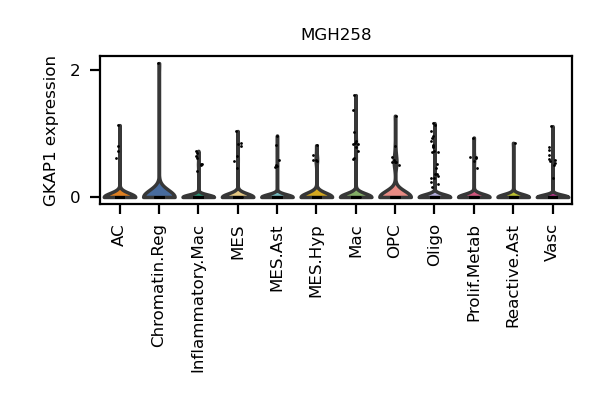 MGH258
GKAP1 expression
2
0
AC
Chromatin.Reg
Inflammatory.Mac
MES
MES.Ast
MES.Hyp
Mac
OPC
Oligo
Prolif.Metab
Reactive.Ast
Vasc